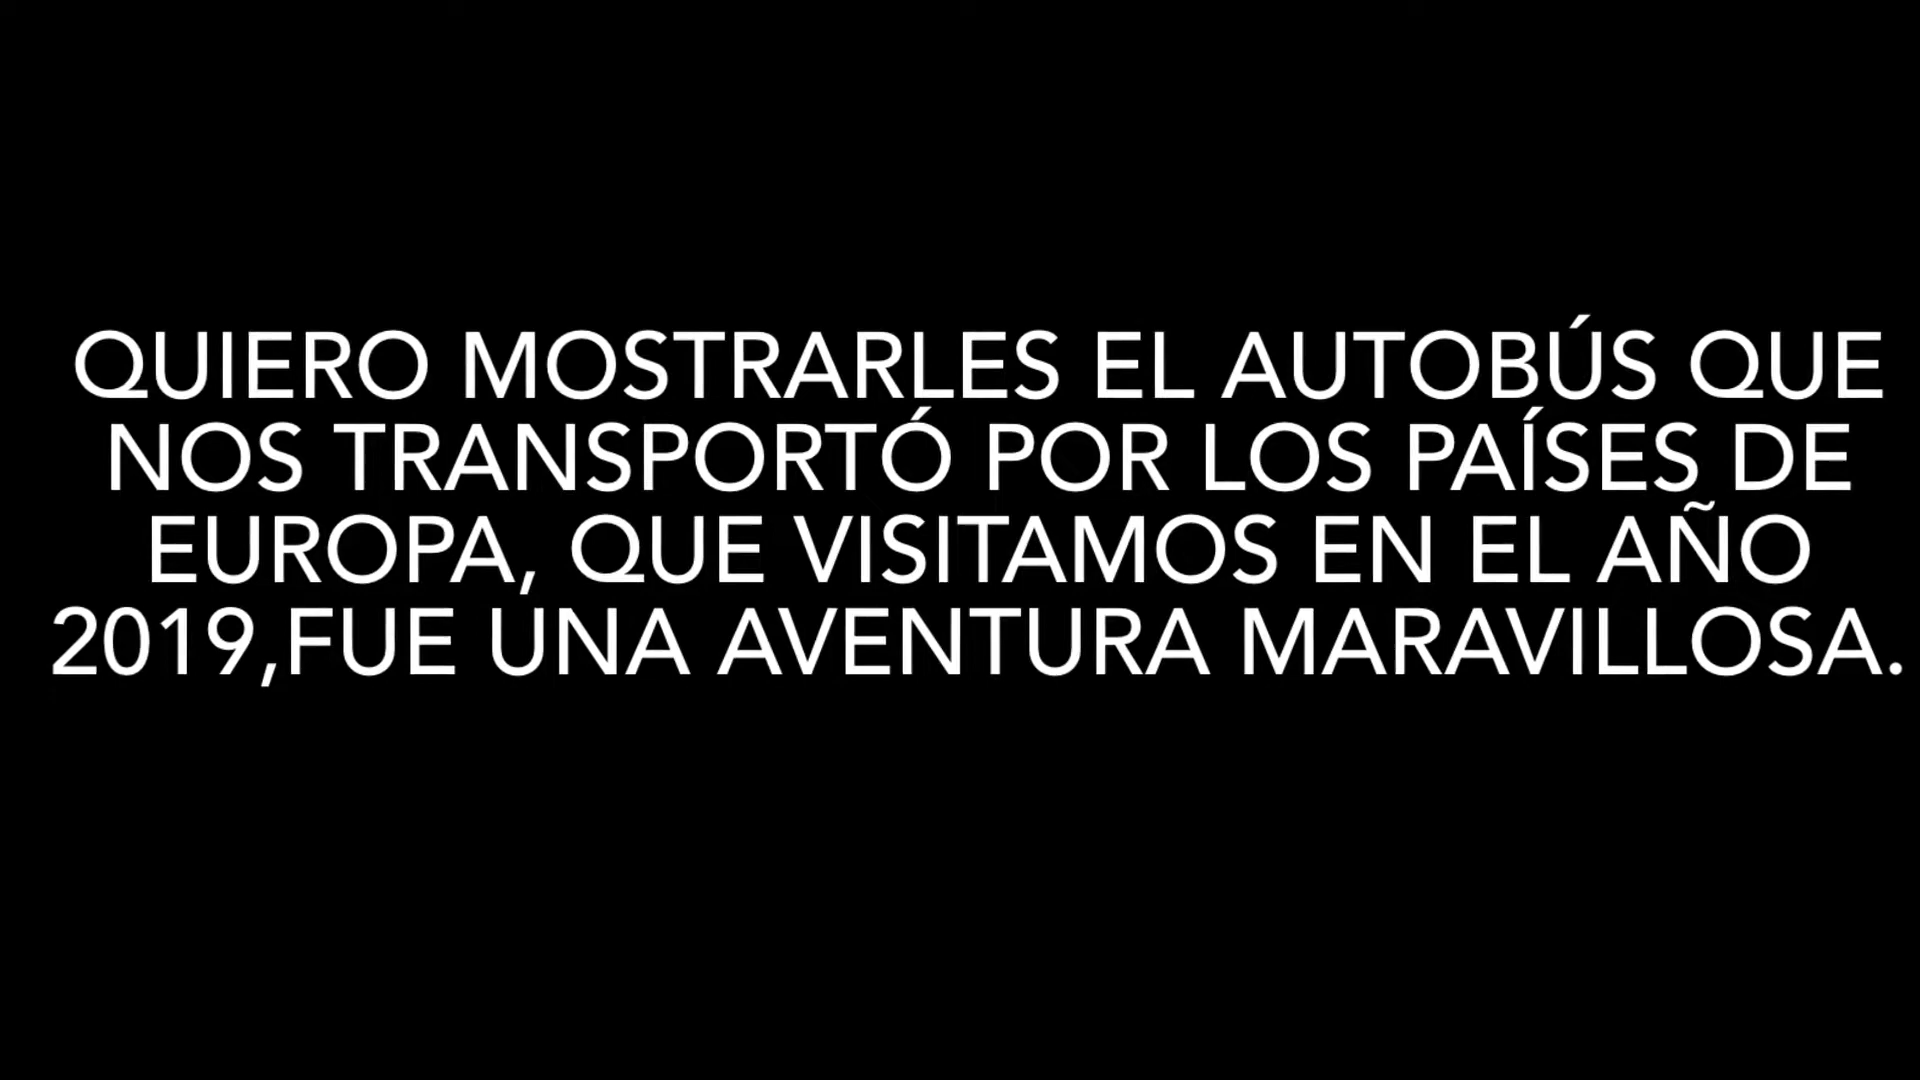 QUIERO MOSTRARLES EL AUTOBÚS QUE
NOS TRANSPORTÓ POR LOS PAÍSES DE
EUROPA, QUE VISITAMOS EN EL AÑO
2019,FUE UNA AVENTURA MARAVILLOSA.